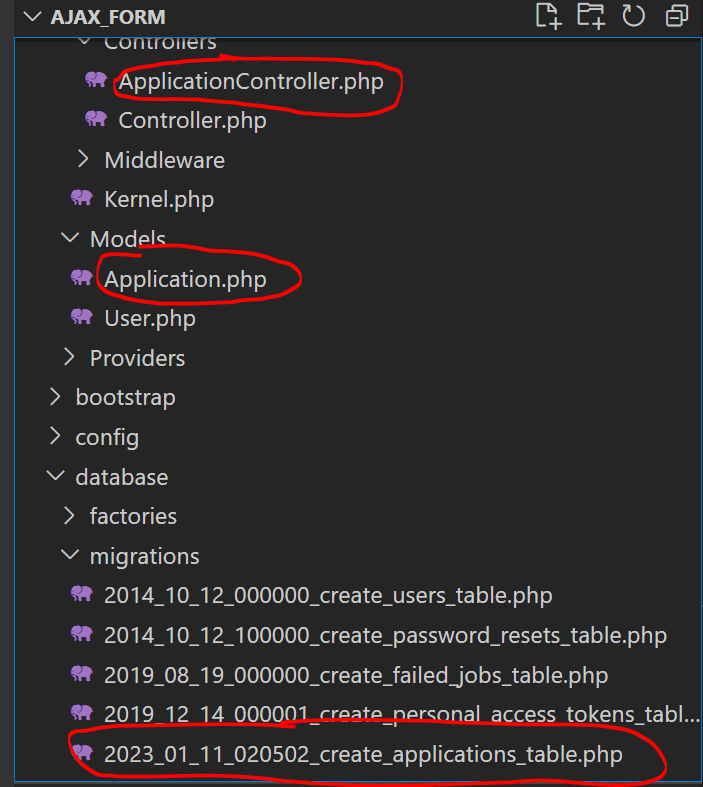 AJAX_FORM
Controllers
ApplicationController.php
Controller.php
Middleware
Kernel.php
Models
Application.php
User.php
Providers
bootstrap
config
database
factories
migrations
2014_10_12_000000_create_users_table.php
2014_10_12_100000_create_password_resets_table.php
2019_08_19_000000_create_failed_jobs_table.php
2019_12_14_000001_create_personal_access_tokens_tabl...
2023_01_11_020502_create_applications_table.php